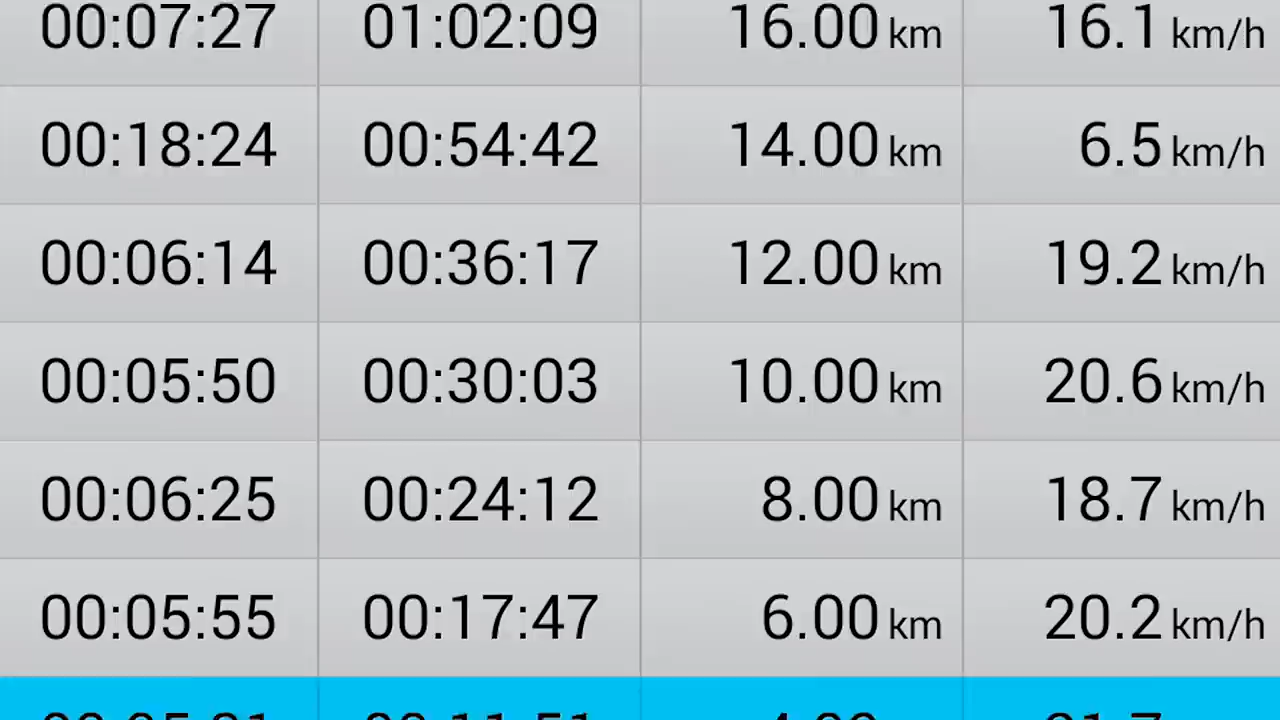 00:07:27 01:02:09 16.00 km 16.1 km/h
00:18:24 00:54:42 14.00 km 6.5 km/h
00:06:14 00:36:17 12.00 km 19.2 km/h
00:05:50 00:30:03 10.00 km 20.6 km/h
00:06:25 00:24:12 8.00 km 18.7 km/h
00:05:55 00:17:47 6.00 km 20.2 km/h